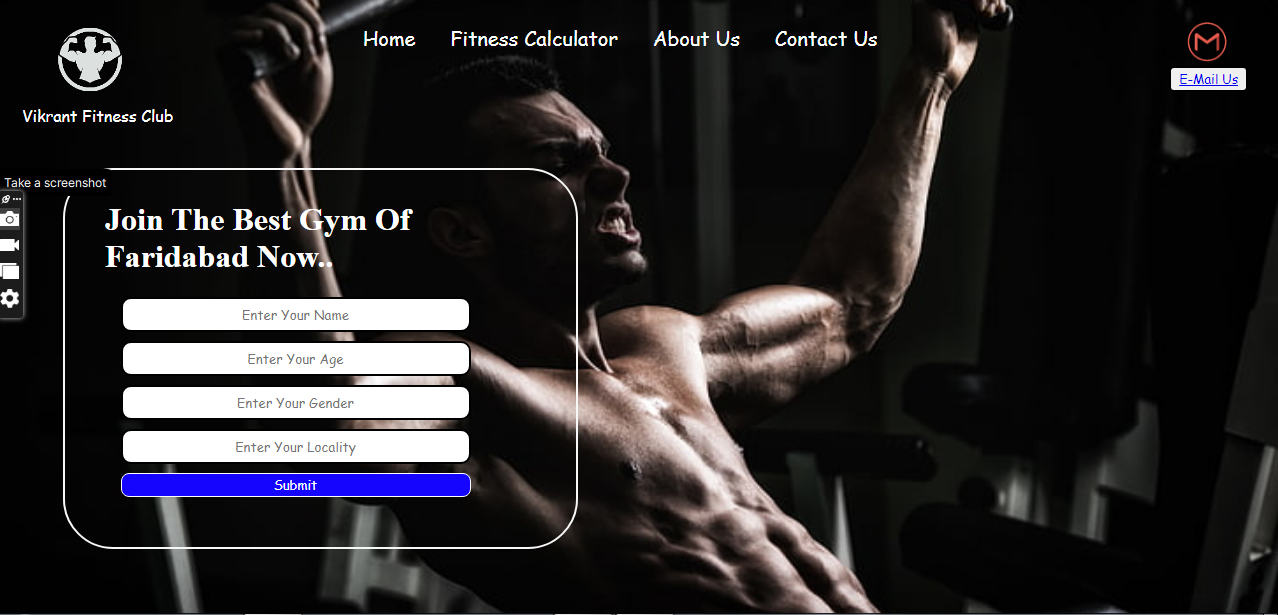 Home
Fitness Calculator
About Us
Contact Us
E-Mail Us
Vikrant Fitness Club
Take a screenshot
Join The Best Gym Of
Faridabad Now..
Enter Your Name
Enter Your Age
Enter Your Gender
Enter Your Locality
Submit